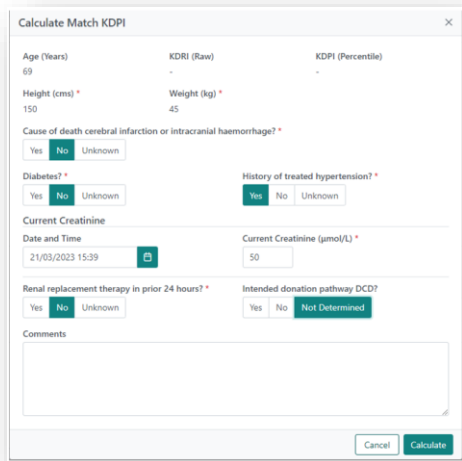 Calculate Match KDPI ×
Age (Years) KDRI (Raw) KDPI (Percentile)
69 - -
Height (cms) * Weight (kg) *
150 45
Cause of death cerebral infarction or intracranial haemorrhage? *
Yes No Unknown
Diabetes? * History of treated hypertension? *
Yes No Unknown Yes No Unknown
Current Creatinine
Date and Time Current Creatinine (µmol/L) *
21/03/2023 15:39 50
Renal replacement therapy in prior 24 hours? * Intended donation pathway DCD?
Yes No Unknown Yes No Not Determined
Comments
Cancel Calculate